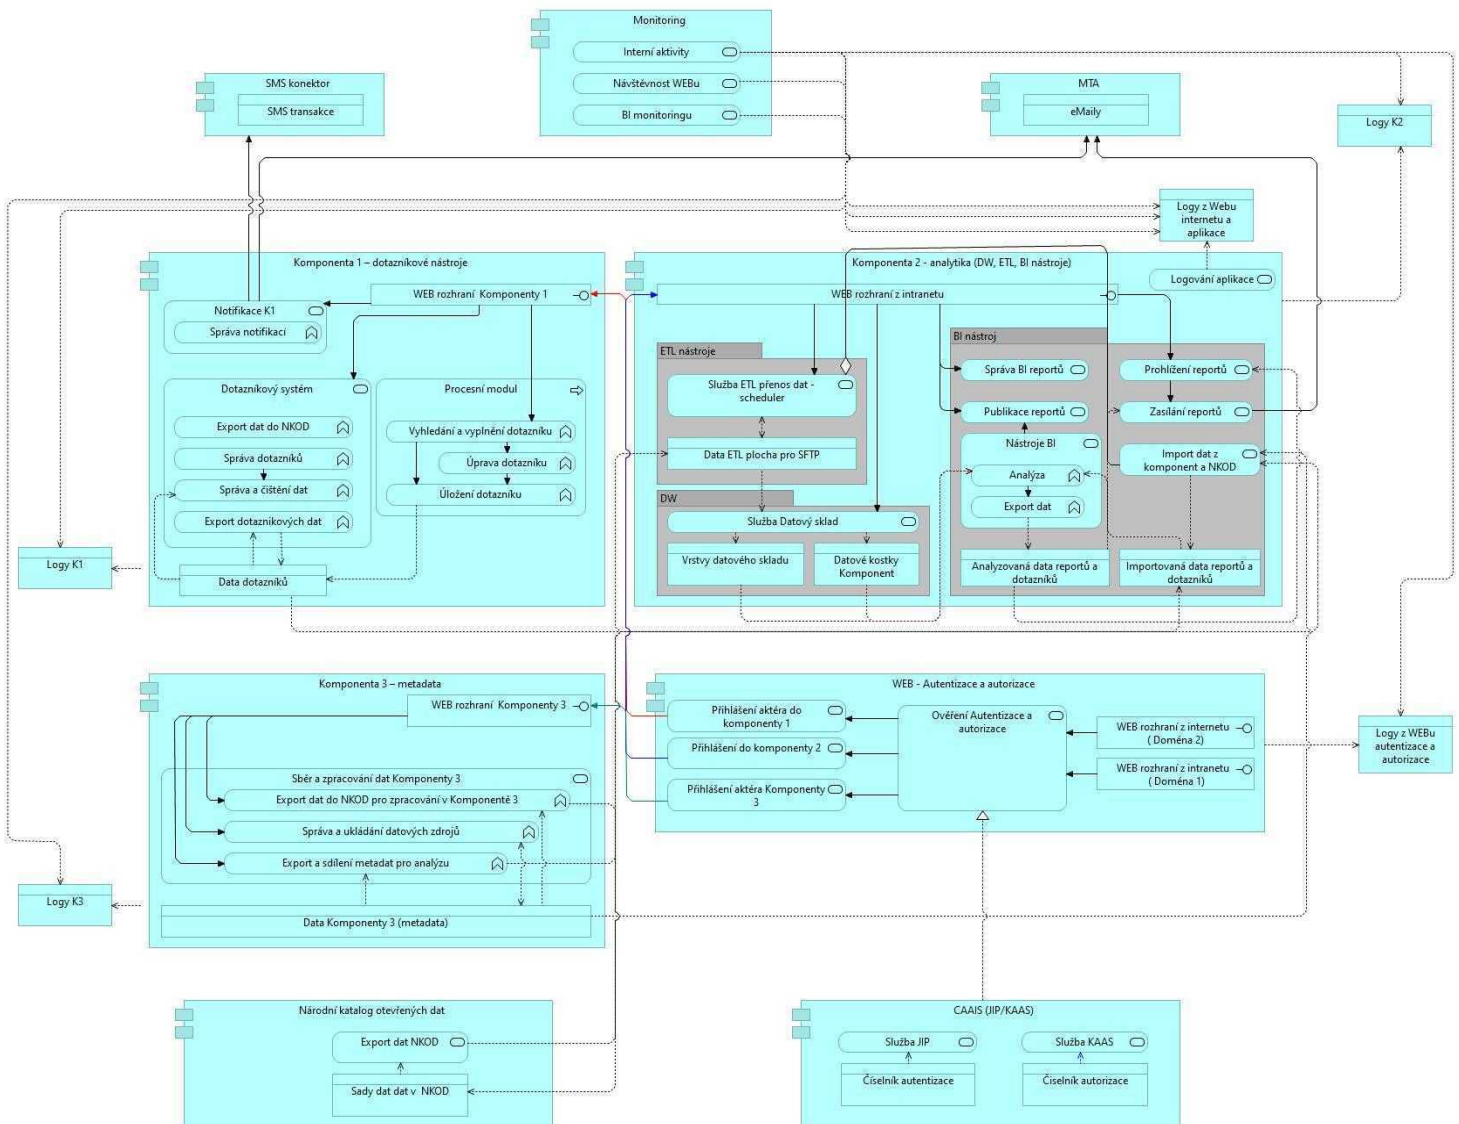 Monitoring
Interní aktivity
Návštěvnost WEBu
BI monitoringu
SMS konektor
SMS transakce
MTA
eMaily
Logy K2
Logy z Webu
internetu a
aplikace
Komponenta 1 – dotazníkové nástroje
WEB rozhraní Komponenty 1
Notifikace K1
Správa notifikací
Dotazníkový systém
Export dat do NKOD
Správa dotazníků
Správa a čištění dat
Export dotazníkových dat
Procesní modul
Vyhledání a vyplnění dotazníku
Úprava dotazníku
Úložení dotazníku
Data dotazníků
Logy K1
Komponenta 2 - analytika (DW, ETL, BI nástroje)
Logování aplikace
WEB rozhraní z intranetu
ETL nástroje
Služba ETL přenos dat -
scheduler
Data ETL plocha pro SFTP
DW
Služba Datový sklad
Vrstvy datového skladu
Datové kostky
Komponent
BI nástroj
Správa BI reportů
Prohlížení reportů
Publikace reportů
Zasílání reportů
Nástroje BI
Analýza
Export dat
Import dat z
komponent a NKOD
Analyzovaná data reportů a
dotazníků
Importovaná data reportů a
dotazníků
Komponenta 3 – metadata
WEB rozhraní Komponenty 3
Sběr a zpracování dat Komponenty 3
Export dat do NKOD pro zpracování v Komponentě 3
Správa a ukládání datových zdrojů
Export a sdílení metadat pro analýzu
Data Komponenty 3 (metadata)
Logy K3
WEB - Autentizace a autorizace
Přihlášení aktéra do
komponenty 1
Přihlášení do komponenty 2
Přihlášení aktéra Komponenty
3
Ověření Autentizace a
autorizace
WEB rozhraní z internetu
( Doména 2)
WEB rozhraní z intranetu
( Doména 1)
Logy z WEBu
autentizace a
autorizace
Národní katalog otevřených dat
Export dat NKOD
Sady dat dat v NKOD
CAAIS (JIP/KAAS)
Služba JIP
Služba KAAS
Číselník autentizace
Číselník autorizace